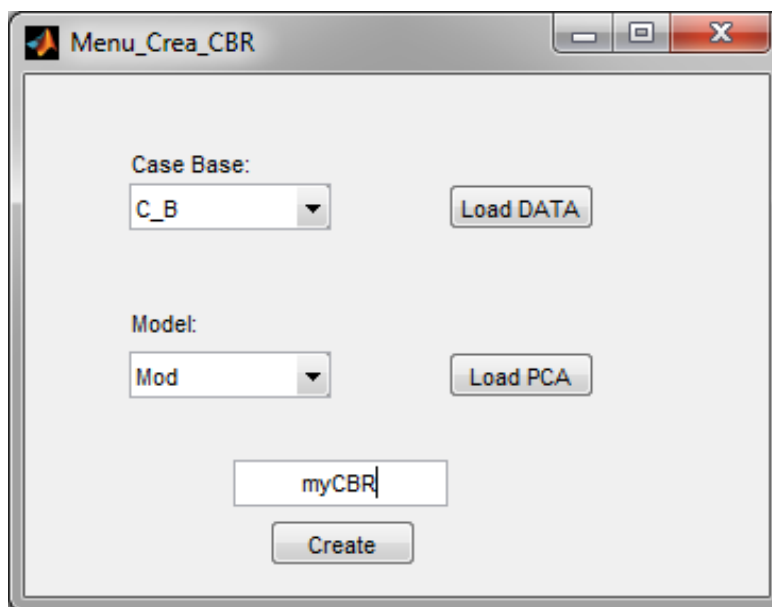 Menu_Crea_CBR
Case Base:
C_B
Load DATA
Model:
Mod
Load PCA
myCBR
Create